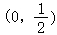 (0, 1/2)